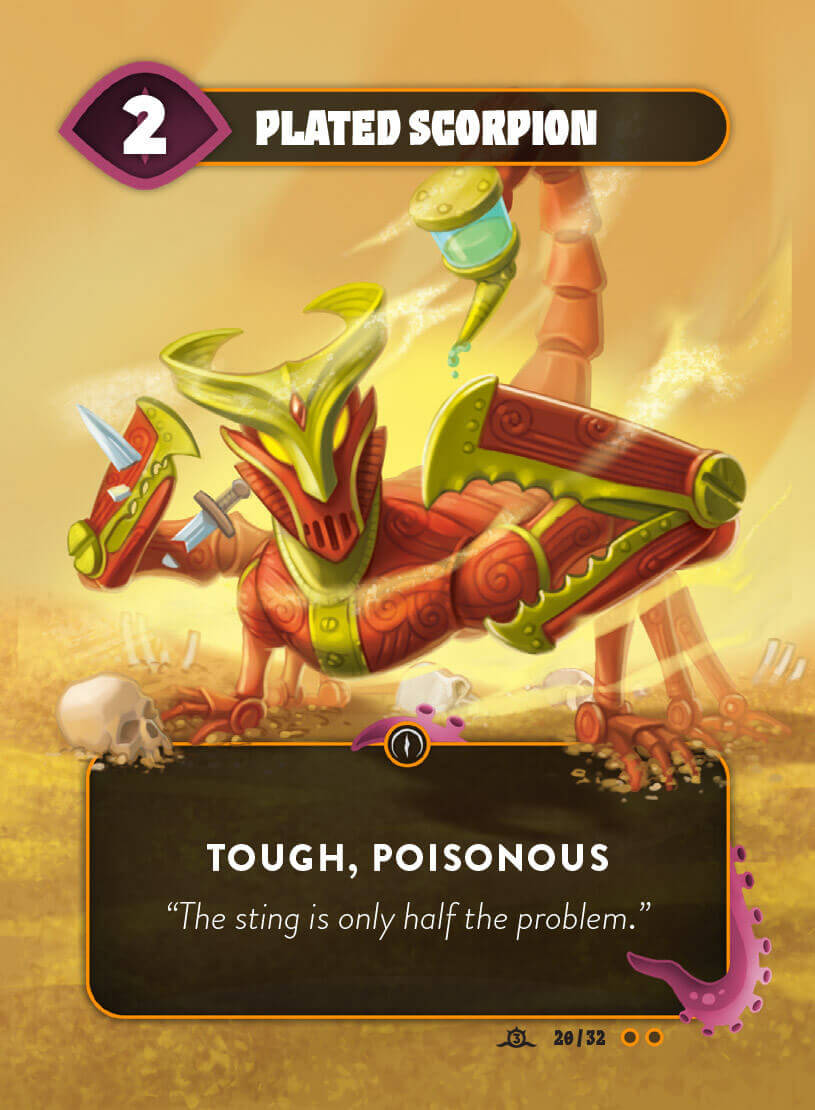 2
PLATED SCORPION
TOUGH, POISONOUS
“The sting is only half the problem.”
3 20/32